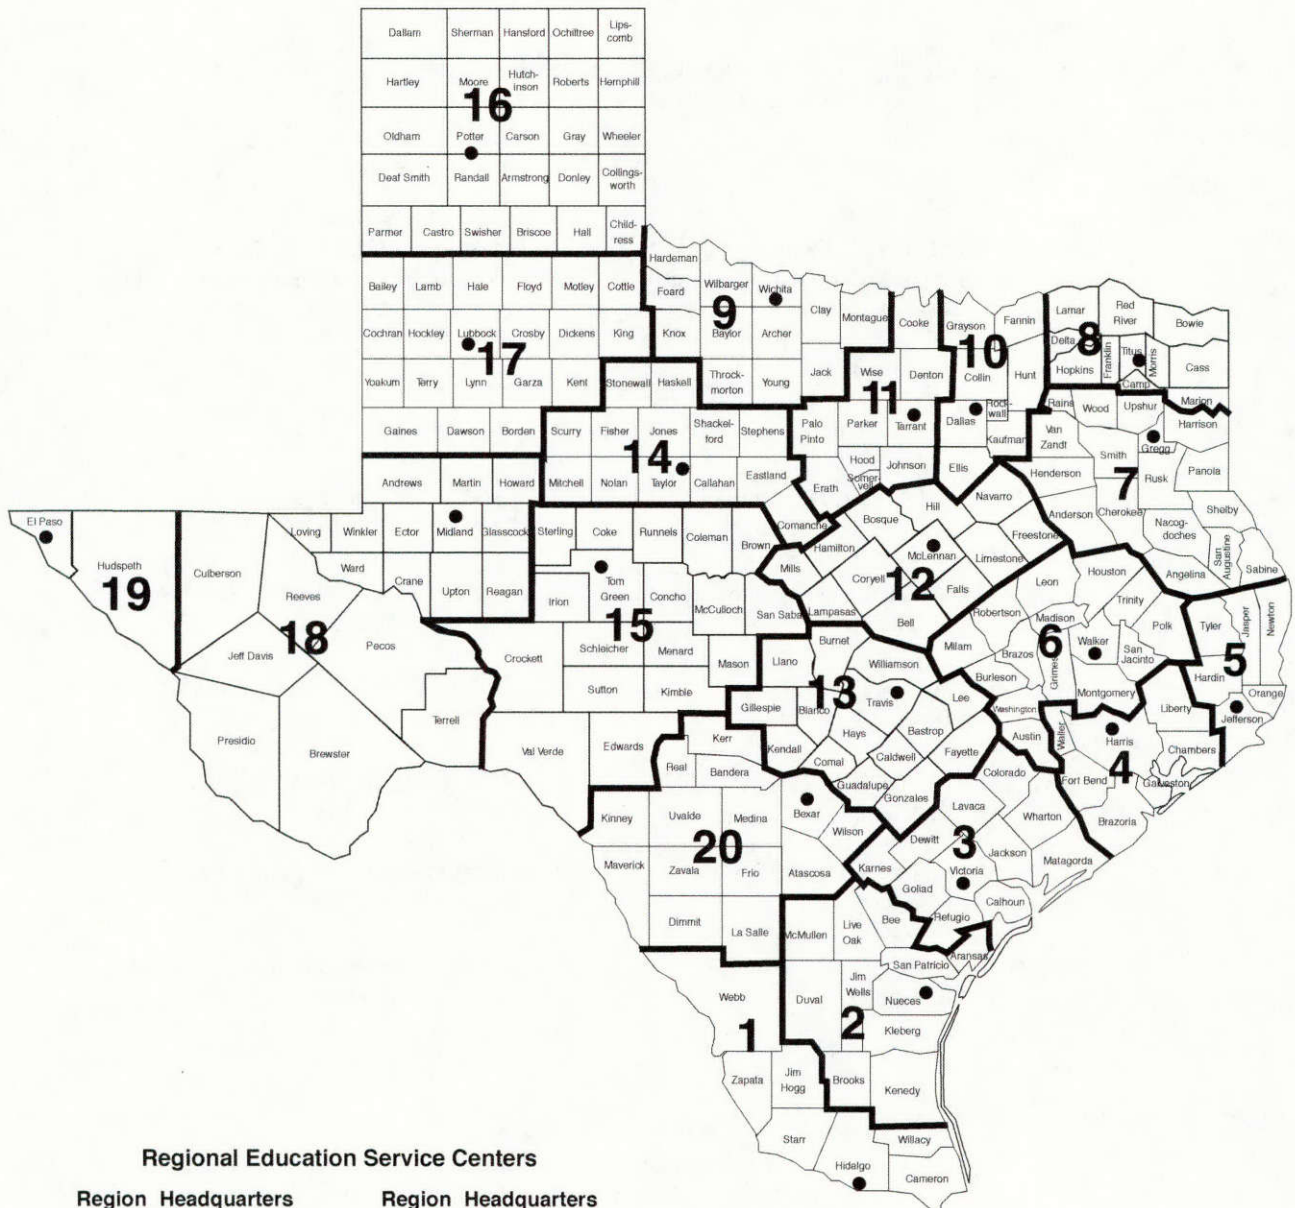 Dallam Sherman Hansford Ochiltree Lips-
comb
Hartley Moore Hutch-
inson Roberts Hemphill
16
Oldham Potter Carson Gray Wheeler
Deaf Smith Randall Armstrong Donley Collings-
worth
Parmer Castro Swisher Briscoe Hall Child-
ress
Hardeman
Bailey Lamb Hale Floyd Motley Cottle Foard Wilbarger Wichita
9
Clay Montague Cooke Grayson Fannin Lamar Red
River Bowie
10
8
Cochran Hockley Lubbock Crosby Dickens King Knox Baylor Archer
17
Delta Hopkins Franklin Titus Morris Camp Cass
Yoakum Terry Lynn Garza Kent Stonewall Haskell Throck-
morton Young Jack Wise Denton Collin Hunt
11
Rains Wood Upshur Marion Harrison
Gaines Dawson Borden Scurry Fisher Jones Shackel-
ford Stephens Palo
Pinto Parker Tarrant Dallas Rock-
wall Kaufman Van
Zandt Smith Gregg
14
7
Andrews Martin Howard Mitchell Nolan Taylor Callahan Eastland Erath Hood Somer-
vell Johnson Ellis Henderson Rusk Panola
El Paso Hudspeth
19
Culberson Loving Winkler Ector Midland Glasscock Sterling Coke Runnels Coleman Brown Comanche Hamilton Bosque Hill Navarro Freestone Anderson Cherokee Nacog-
doches Shelby
Ward Crane Upton Reagan Irion Tom
Green Concho McCulloch San Saba Mills Lampasas Coryell McLennan Limestone Falls Bell
12
Leon Houston Angelina San
Augustine Sabine
Reeves
18
Jeff Davis Pecos Crockett
15
Schleicher Menard Mason Llano Burnet Williamson Milam Robertson Madison Trinity Polk Tyler Jasper Newton
6
5
Sutton Kimble Gillespie Blanco
13
Travis Lee Burleson Brazos Grimes Walker San
Jacinto Montgomery Liberty Hardin Orange Jefferson
Presidio Brewster Terrell Val Verde Edwards Kerr Kendall Hays Bastrop Washington Austin Waller Harris Chambers
4
Real Bandera Comal Caldwell Fayette Guadalupe Gonzales Colorado Fort Bend Galveston
Kinney Uvalde Medina Bexar Wilson Lavaca Wharton Brazoria
20
Dewitt
3
Jackson Matagorda
Maverick Zavala Frio Atascosa Karnes Goliad Victoria Calhoun
Dimmit La Salle McMullen Live
Oak Bee Refugio Aransas
San Patricio
Webb Duval Jim
Wells Nueces
1
2
Kleberg
Zapata Jim
Hogg Brooks Kenedy
Starr Willacy
Hidalgo Cameron
Regional Education Service Centers
Region Headquarters Region Headquarters